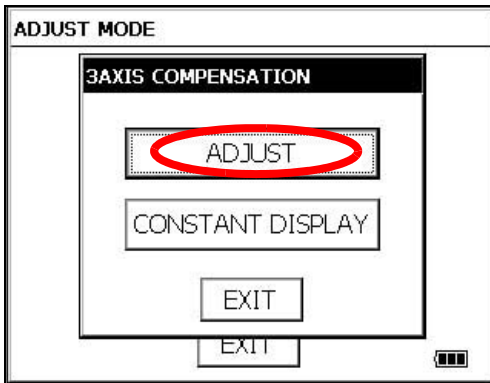 ADJUST MODE
3AXIS COMPENSATION
ADJUST
CONSTANT DISPLAY
EXIT
EXIT